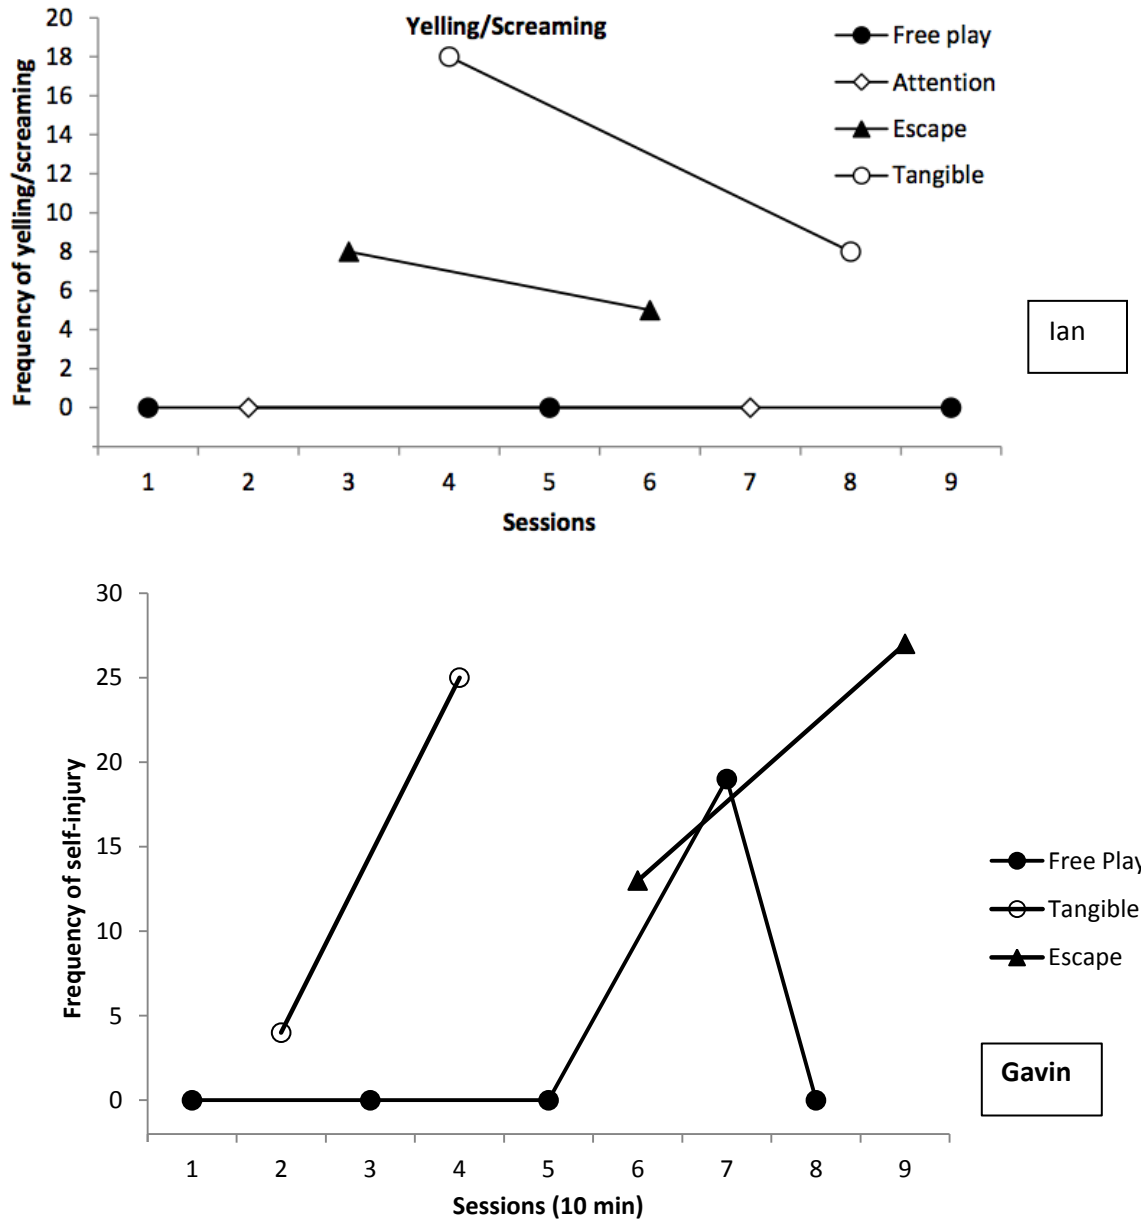 Yelling/Screaming
Frequency of yelling/screaming
20
18
16
14
12
10
8
6
4
2
0
Free play
Attention
Escape
Tangible
Ian
1 2 3 4 5 6 7 8 9
Sessions
Frequency of self-injury
30
25
20
15
10
5
0
Free Play
Tangible
Escape
Gavin
1 2 3 4 5 6 7 8 9
Sessions (10 min)